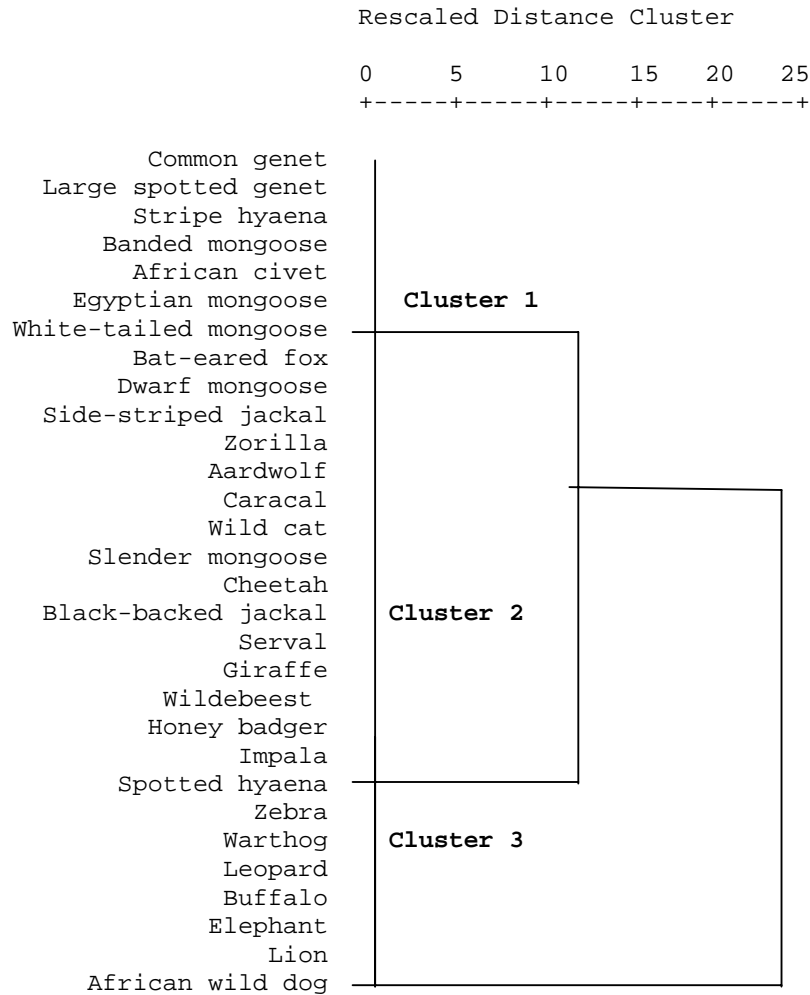 Rescaled Distance Cluster
0 5 10 15 20 25
+-----+-----+-----+----+-----+
Common genet
Large spotted genet
Stripe hyaena
Banded mongoose
African civet
Egyptian mongoose Cluster 1
White-tailed mongoose
Bat-eared fox
Dwarf mongoose
Side-striped jackal
Zorilla
Aardwolf
Caracal
Wild cat
Slender mongoose
Cheetah
Black-backed jackal Cluster 2
Serval
Giraffe
Wildebeest
Honey badger
Impala
Spotted hyaena
Zebra
Warthog Cluster 3
Leopard
Buffalo
Elephant
Lion
African wild dog